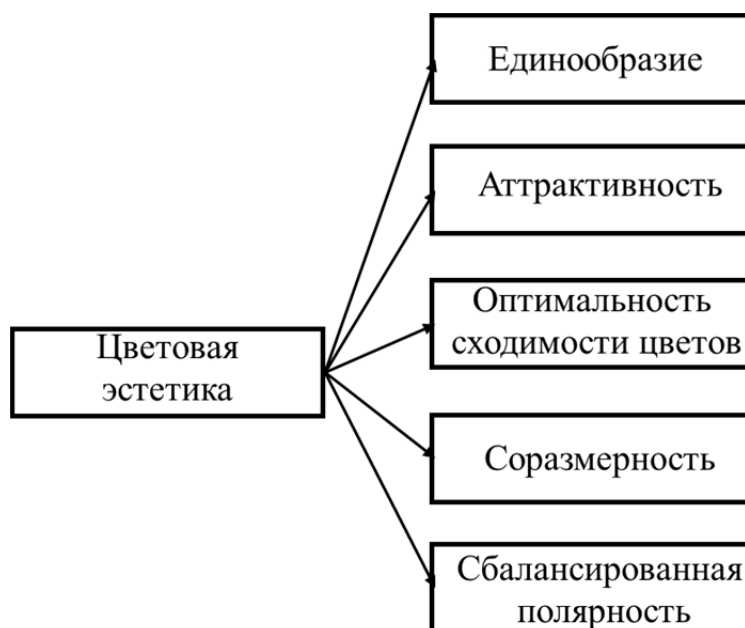 Единообразие
Аттрактивность
Оптимальность
сходимости цветов
Цветовая
эстетика
Соразмерность
Сбалансированная
полярность